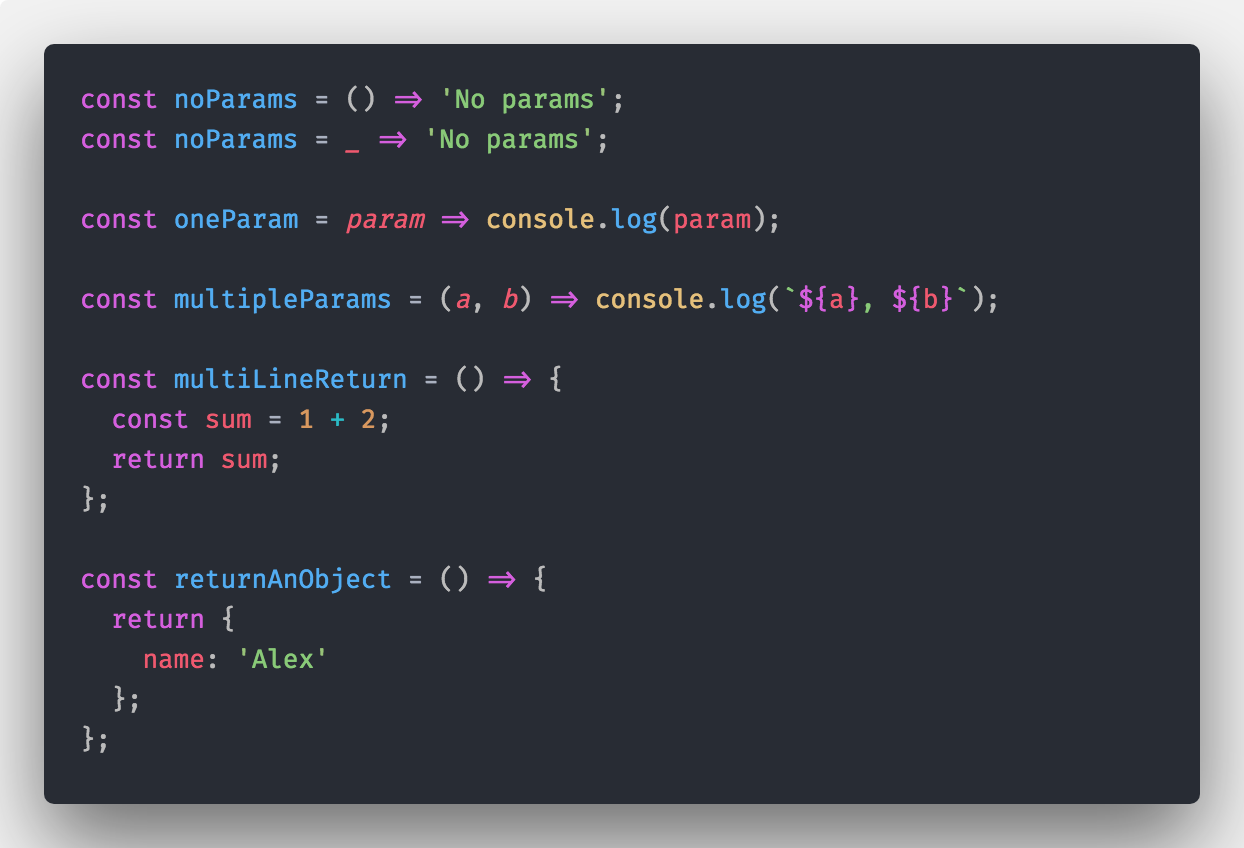 const noParams = () => 'No params';
const noParams = _ => 'No params';
const oneParam = param => console.log(param);
const multipleParams = (a, b) => console.log(`${a}, ${b}`);
const multiLineReturn = () => {
  const sum = 1 + 2;
  return sum;
};
const returnAnObject = () => {
  return {
    name: 'Alex'
  };
};